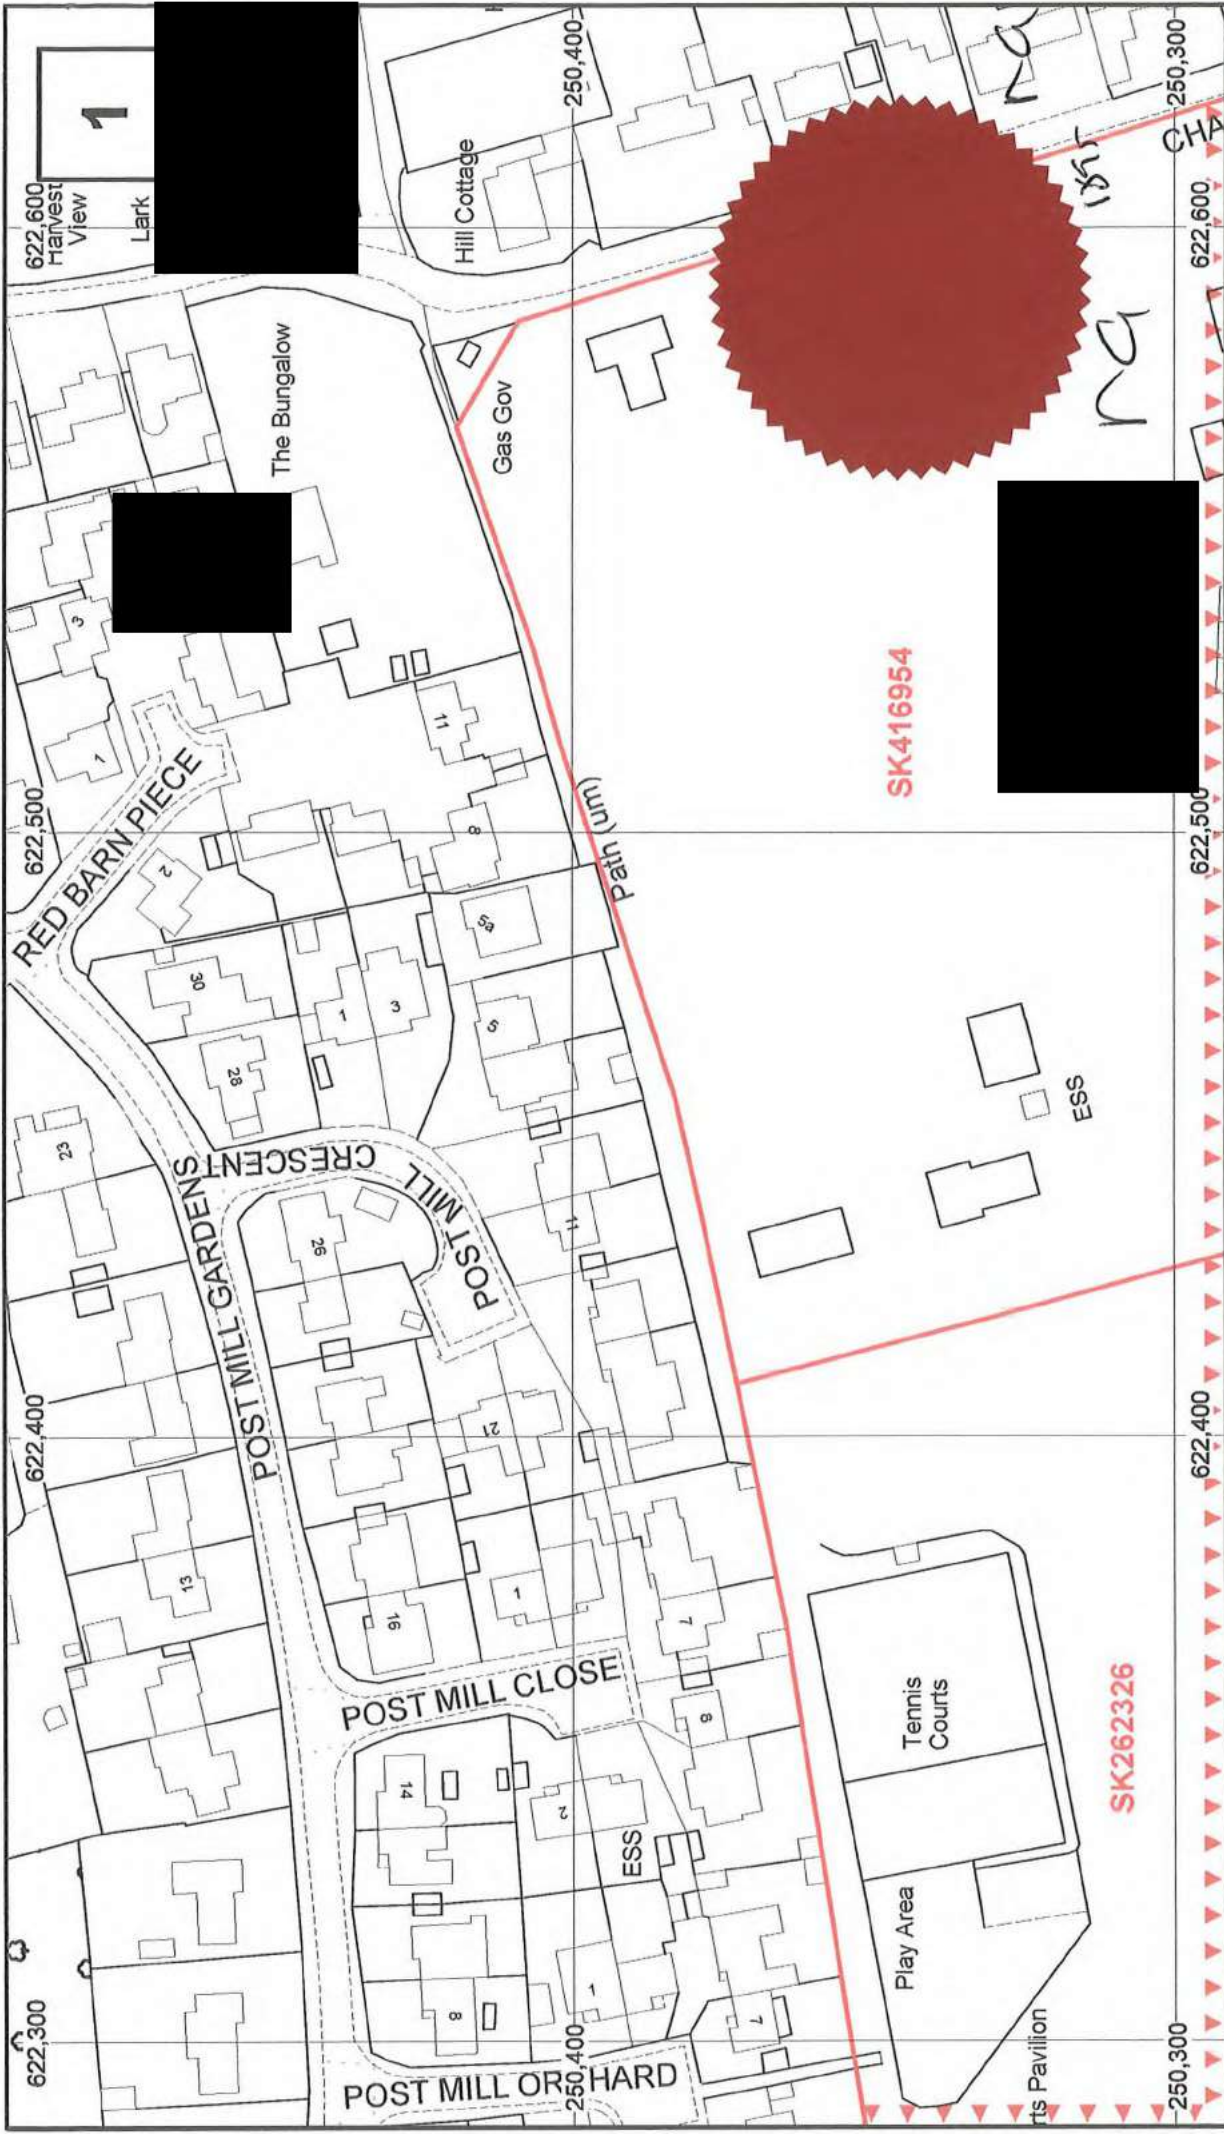 1
622,600
Harvest
View
Lark
250,400
250,300
Hill Cottage
The Bungalow
Gas Gov
CHA
1855
na
na
622,600
3
1
RED BARN PIECE
622,500
2
11
8
5a
Path (um)
SK416954
622,500
30
28
1
3
5
23
CRESCENT
POST MILL
POST MILL GARDENS
26
11
ESS
622,400
21
622,400
13
16
1
7
POST MILL CLOSE
8
Tennis
Courts
SK262326
14
2
ESS
Play Area
8
1
7
622,300
POST MILL ORCHARD
250,400
rts Pavilion
250,300